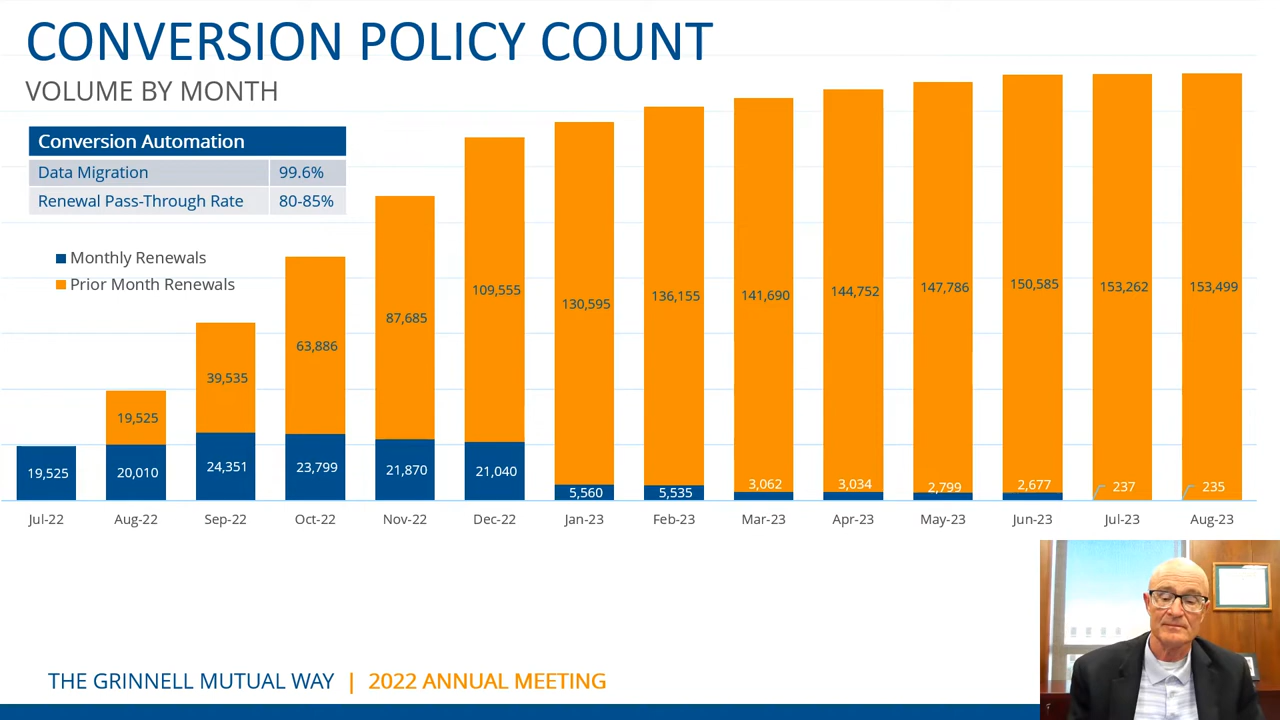 CONVERSION POLICY COUNT
VOLUME BY MONTH
Conversion Automation
Data Migration 99.6%
Renewal Pass-Through Rate 80-85%
Monthly Renewals
Prior Month Renewals
19,525 39,535 63,886 87,685 109,555 130,595 136,155 141,690 144,752 147,786 150,585 153,262 153,499
19,525 20,010 24,351 23,799 21,870 21,040 5,560 5,535 3,062 3,034 2,799 2,677 237 235
Jul-22 Aug-22 Sep-22 Oct-22 Nov-22 Dec-22 Jan-23 Feb-23 Mar-23 Apr-23 May-23 Jun-23 Jul-23 Aug-23
THE GRINNELL MUTUAL WAY | 2022 ANNUAL MEETING